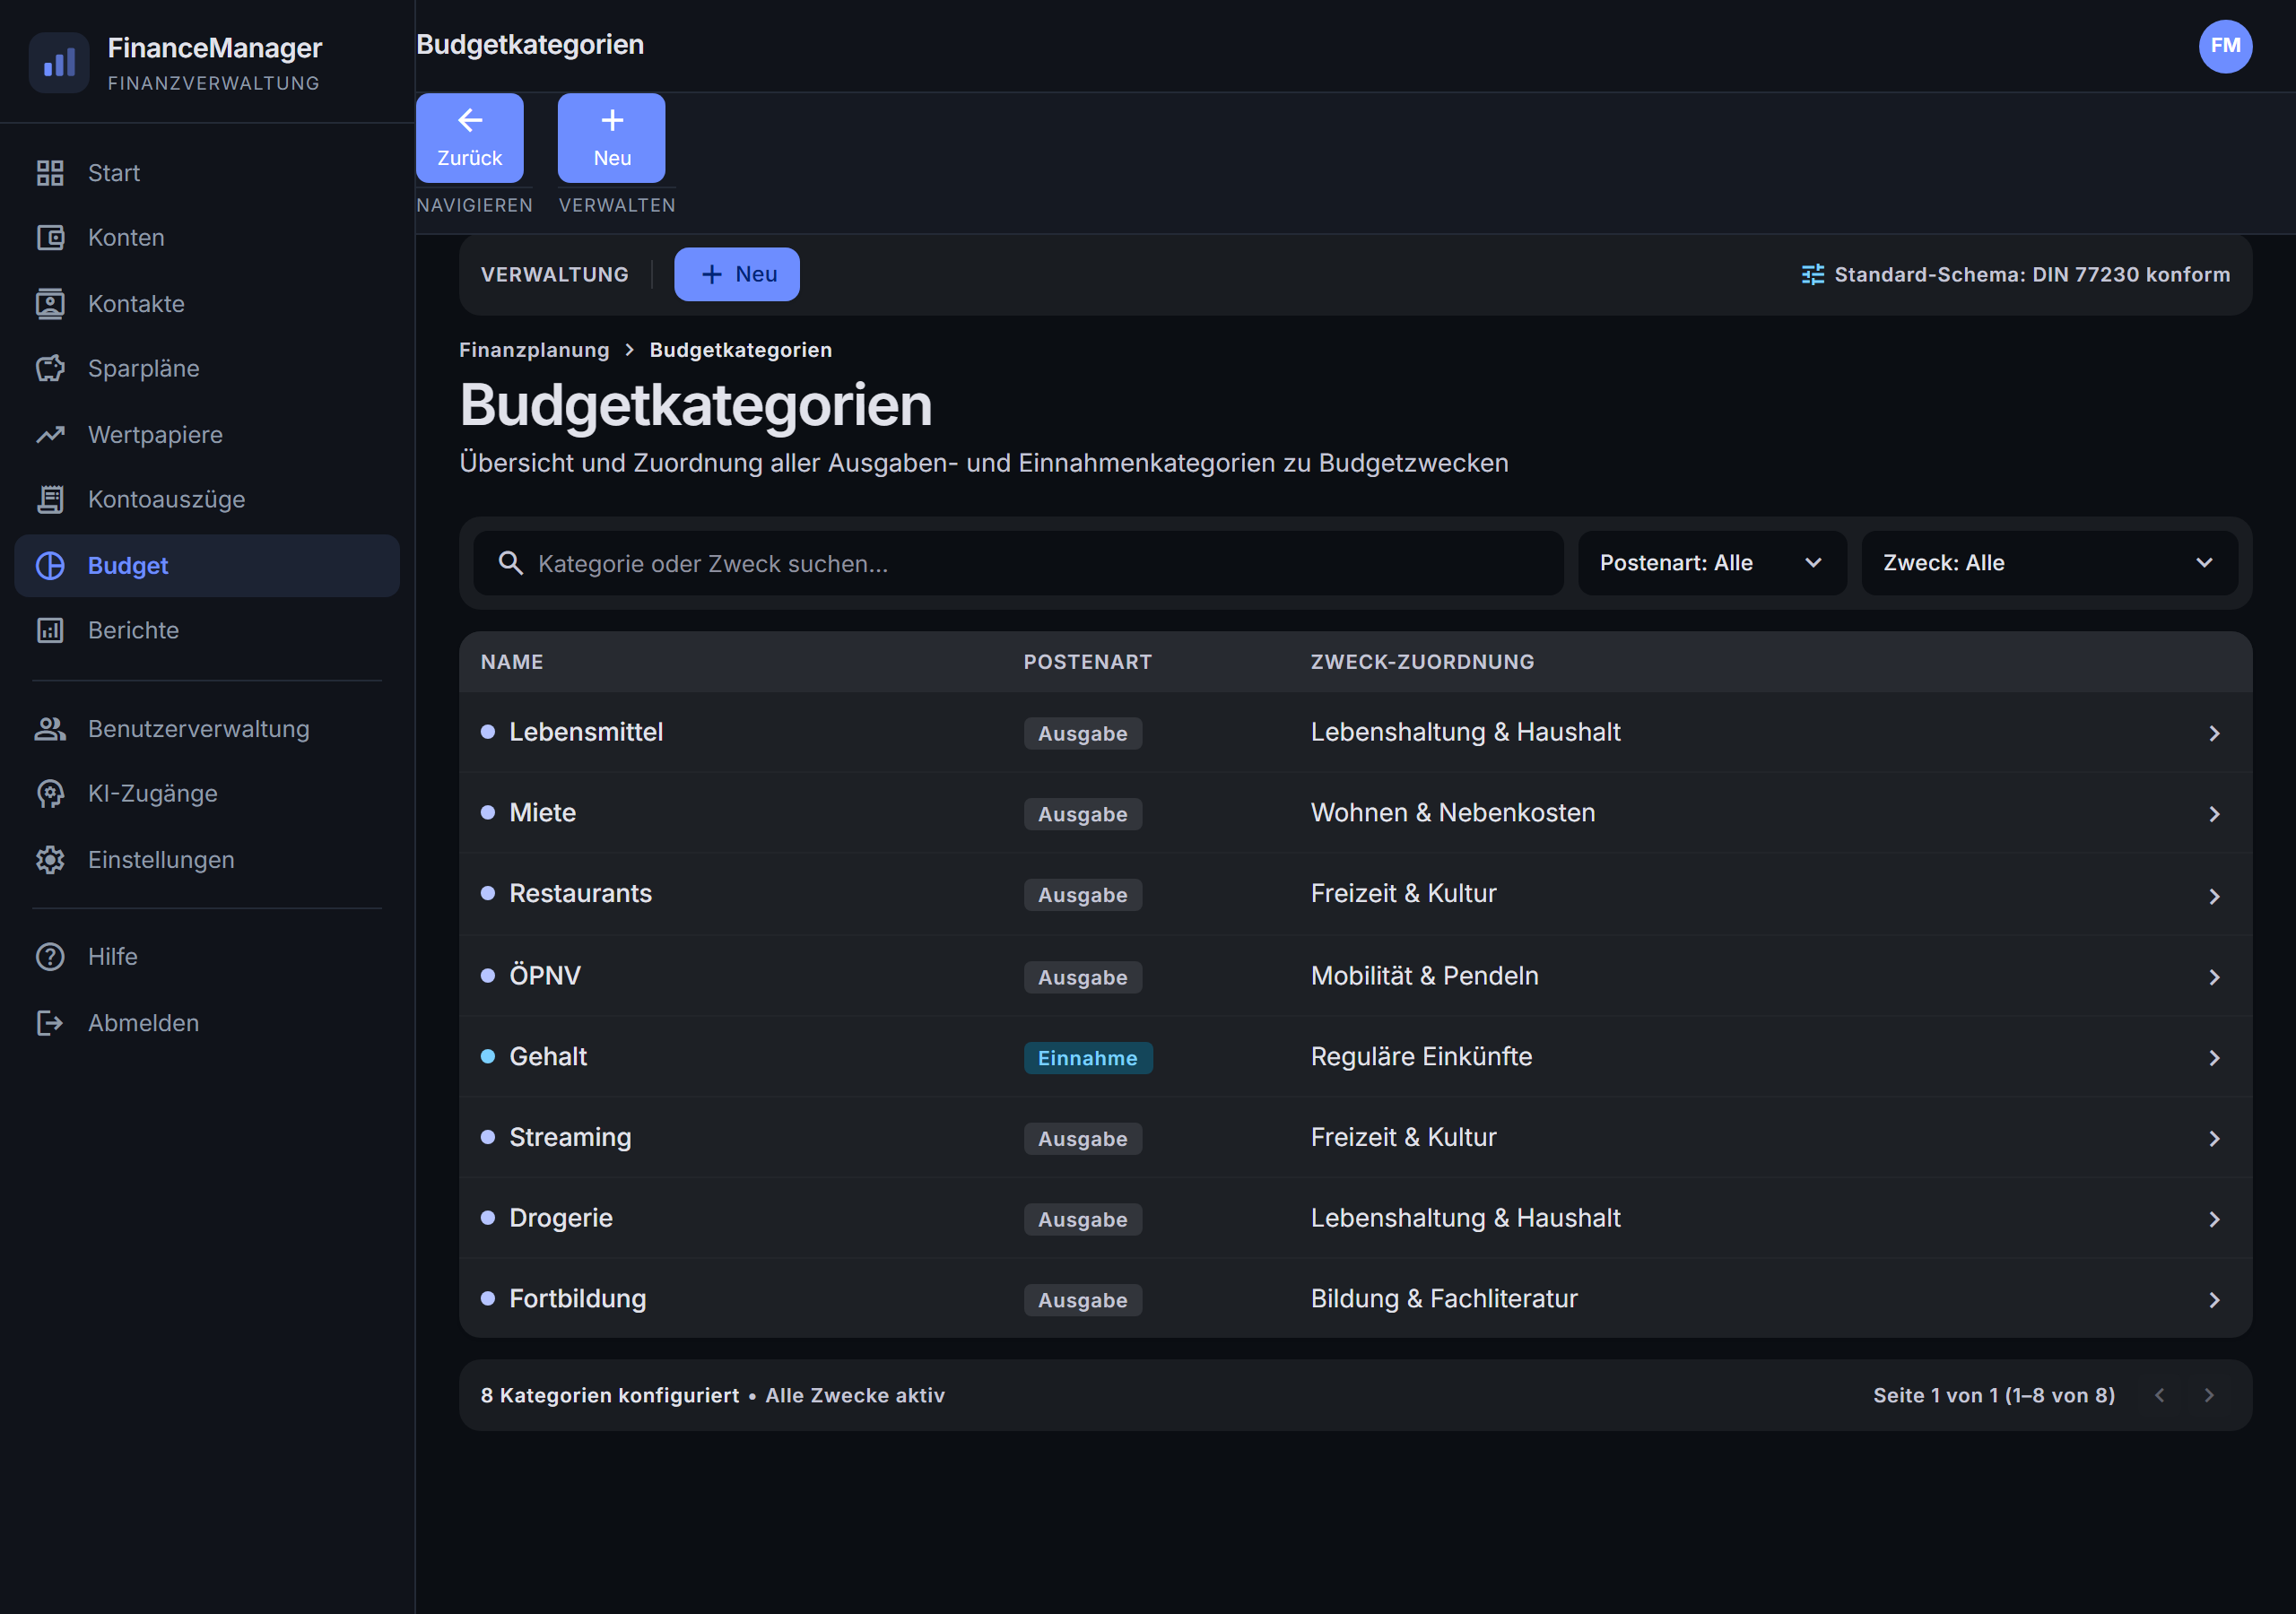 FinanceManager
FINANZVERWALTUNG
Start
Konten
Kontakte
Sparpläne
Wertpapiere
Kontoauszüge
Budget
Berichte
Benutzerverwaltung
KI-Zugänge
Einstellungen
Hilfe
Abmelden
Budgetkategorien
FM
Zurück
Neu
NAVIGIEREN
VERWALTEN
VERWALTUNG
Neu
Standard-Schema: DIN 77230 konform
Finanzplanung > Budgetkategorien
Budgetkategorien
Übersicht und Zuordnung aller Ausgaben- und Einnahmenkategorien zu Budgetzwecken
Kategorie oder Zweck suchen...
Postenart: Alle
Zweck: Alle
NAME POSTENART ZWECK-ZUORDNUNG
Lebensmittel Ausgabe Lebenshaltung & Haushalt
Miete Ausgabe Wohnen & Nebenkosten
Restaurants Ausgabe Freizeit & Kultur
ÖPNV Ausgabe Mobilität & Pendeln
Gehalt Einnahme Reguläre Einkünfte
Streaming Ausgabe Freizeit & Kultur
Drogerie Ausgabe Lebenshaltung & Haushalt
Fortbildung Ausgabe Bildung & Fachliteratur
8 Kategorien konfiguriert • Alle Zwecke aktiv
Seite 1 von 1 (1–8 von 8)